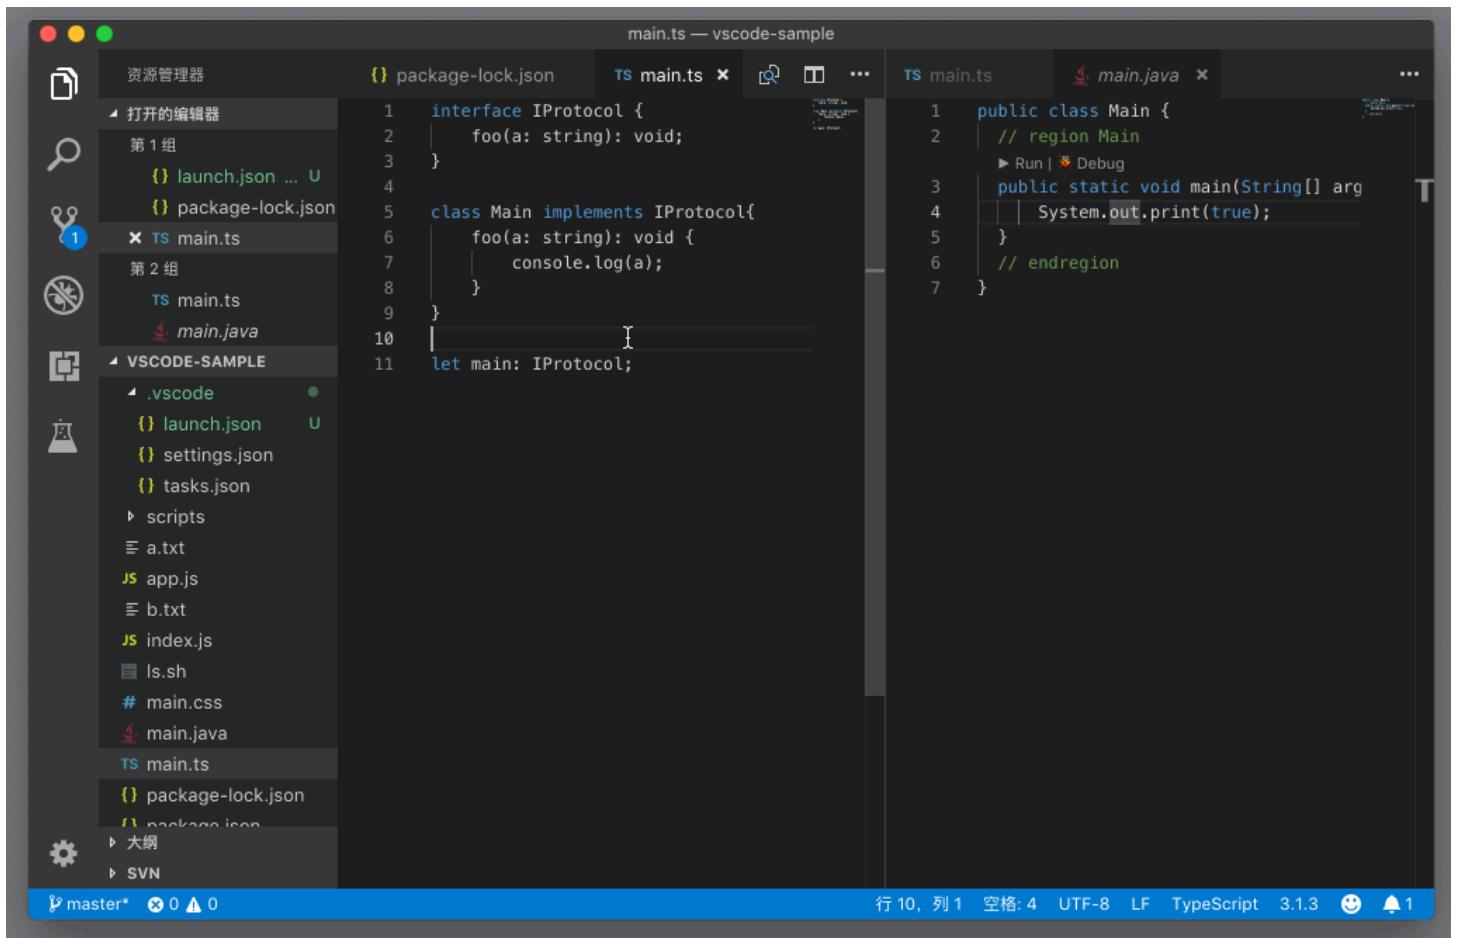 main.ts — vscode-sample
资源管理器
打开的编辑器
第 1 组
{} launch.json ... U
{} package-lock.json
TS main.ts
第 2 组
TS main.ts
main.java
VSCODE-SAMPLE
.vscode
{} launch.json U
{} settings.json
{} tasks.json
scripts
a.txt
JS app.js
b.txt
JS index.js
ls.sh
# main.css
main.java
TS main.ts
{} package-lock.json
{} package.json
大纲
SVN
{} package-lock.json TS main.ts ×
1 interface IProtocol {
2 foo(a: string): void;
3 }
4
5 class Main implements IProtocol{
6 foo(a: string): void {
7 console.log(a);
8 }
9 }
10
11 let main: IProtocol;
TS main.ts main.java ×
1 public class Main {
2 // region Main
Run | Debug
3 public static void main(String[] arg
4 System.out.print(true);
5 }
6 // endregion
7 }
T
1
master* 0 0 行 10，列 1 空格: 4 UTF-8 LF TypeScript 3.1.3 1